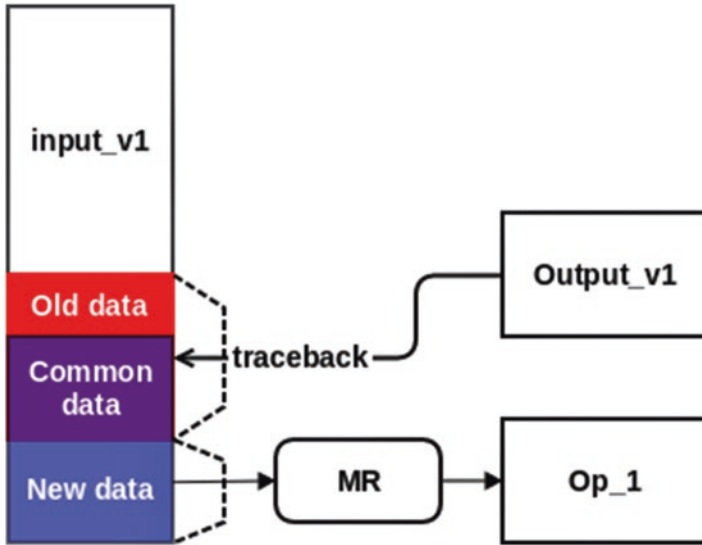 input_v1
Output_v1
Old data
traceback
Common
data
New data
MR
Op_1